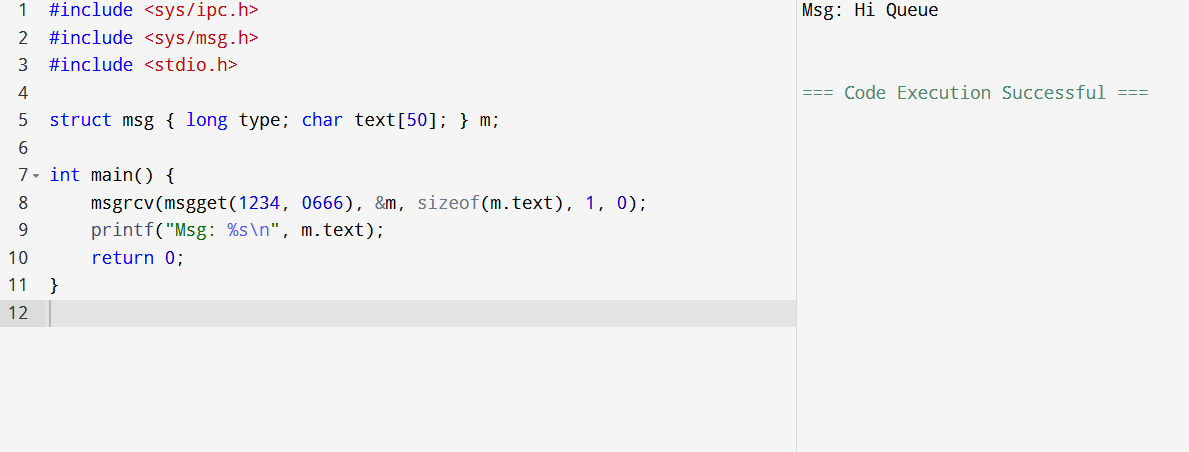 1 #include <sys/ipc.h>
2 #include <sys/msg.h>
3 #include <stdio.h>
4
5 struct msg { long type; char text[50]; } m;
6
7 int main() {
8     msgrcv(msgget(1234, 0666), &m, sizeof(m.text), 1, 0);
9     printf("Msg: %s\n", m.text);
10     return 0;
11 }
12
Msg: Hi Queue
=== Code Execution Successful ===